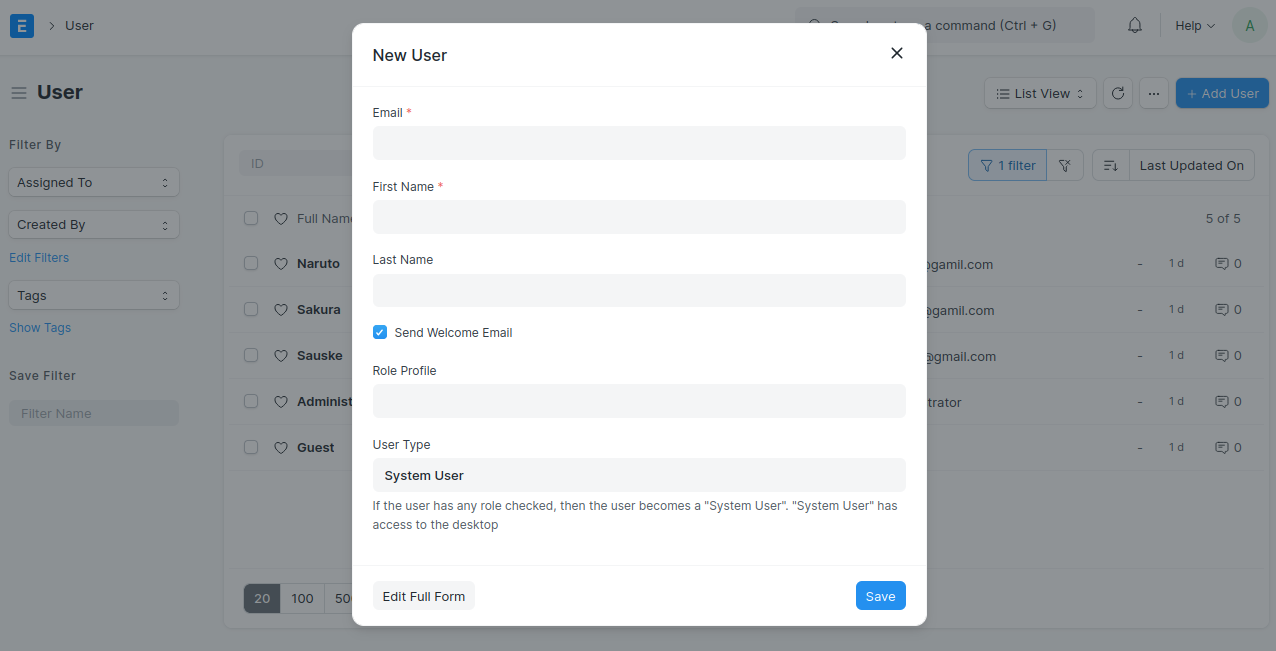 E
User
a command (Ctrl + G)
Help
A
User
List View
...
+ Add User
Filter By
Assigned To
Created By
Edit Filters
Tags
Show Tags
Save Filter
Filter Name
ID
1 filter
Last Updated On
Full Name
5 of 5
Naruto
gamil.com - 1 d 0
Sakura
@gamil.com - 1 d 0
Sauske
@gmail.com - 1 d 0
Administ
trator - 1 d 0
Guest
- 1 d 0
20 100 50
New User
Email *
First Name *
Last Name
Send Welcome Email
Role Profile
User Type
System User
If the user has any role checked, then the user becomes a "System User". "System User" has
access to the desktop
Edit Full Form
Save